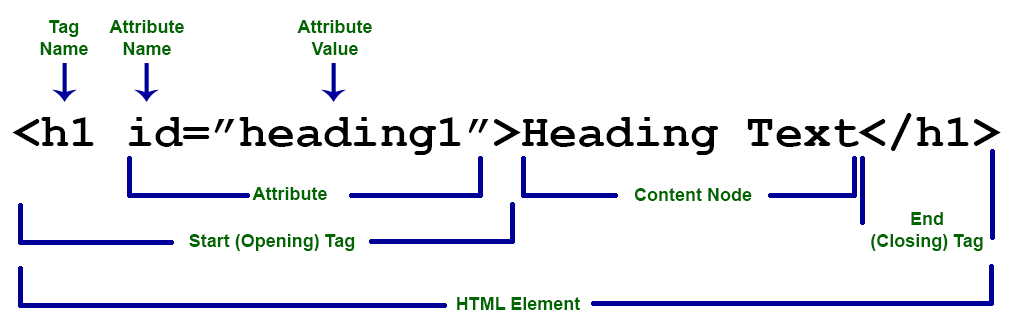 Tag
Name
Attribute
Name
Attribute
Value
<h1 id=″heading1″>Heading Text</h1>
Attribute
Content Node
Start (Opening) Tag
End
(Closing) Tag
HTML Element